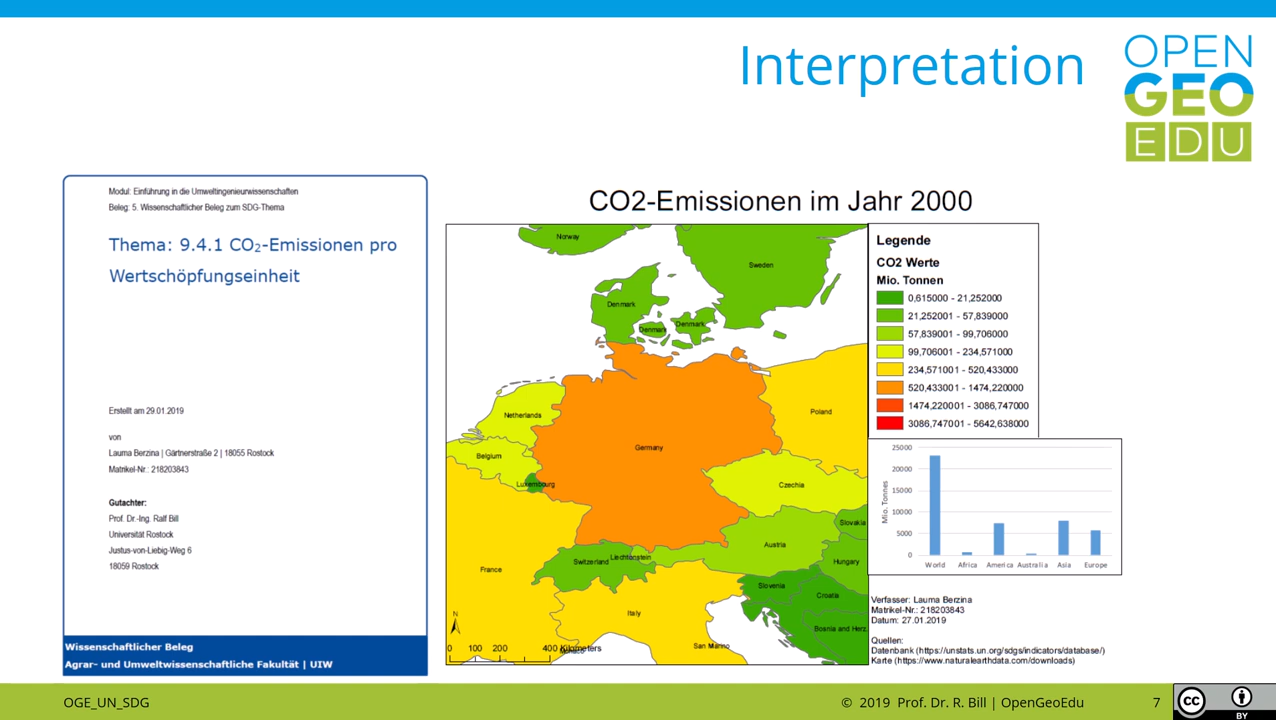 Interpretation
OPEN
GEO
EDU
Modul: Einführung in die Umweltingenieurwissenschaften
Beleg: 5. Wissenschaftlicher Beleg zum SDG-Thema
Thema: 9.4.1 CO₂-Emissionen pro
Wertschöpfungseinheit
Erstellt am 29.01.2019
von
Lauma Berzina | Gärtnerstraße 2 | 18055 Rostock
Matrikel-Nr.: 218203843
Gutachter:
Prof. Dr.-Ing. Ralf Bill
Universität Rostock
Justus-von-Liebig-Weg 6
18059 Rostock
Wissenschaftlicher Beleg
Agrar- und Umweltwissenschaftliche Fakultät | UIW
CO2-Emissionen im Jahr 2000
Norway
Sweden
Denmark
Denmark
Denmark
Netherlands
Poland
Germany
Belgium
Luxembourg
Czechia
Slovakia
Austria
Liechtenstein
Switzerland
Hungary
France
Slovenia
Croatia
Italy
Bosnia and Herz.
San Marino
Monaco
N
0 100 200 400 Kilometers
Legende
CO2 Werte
Mio. Tonnen
0,615000 - 21,252000
21,252001 - 57,839000
57,839001 - 99,706000
99,706001 - 234,571000
234,571001 - 520,433000
520,433001 - 1474,220000
1474,220001 - 3086,747000
3086,747001 - 5642,638000
Mio. Tonnes
25000
20000
15000
10000
5000
0
World Africa America Australia Asia Europe
Verfasser: Lauma Berzina
Matrikel-Nr.: 218203843
Datum: 27.01.2019
Quellen:
Datenbank (https://unstats.un.org/sdgs/indicators/database/)
Karte (https://www.naturalearthdata.com/downloads)
OGE_UN_SDG
© 2019 Prof. Dr. R. Bill | OpenGeoEdu
7
cc
BY